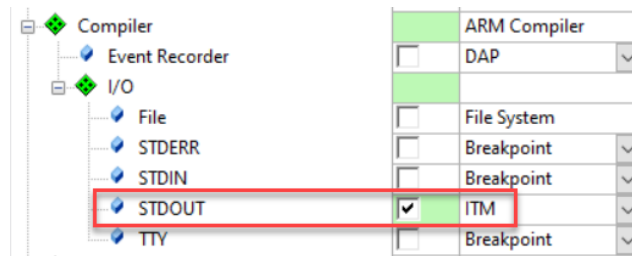 Compiler ARM Compiler
Event Recorder DAP
I/O
File File System
STDERR Breakpoint
STDIN Breakpoint
STDOUT ITM
TTY Breakpoint